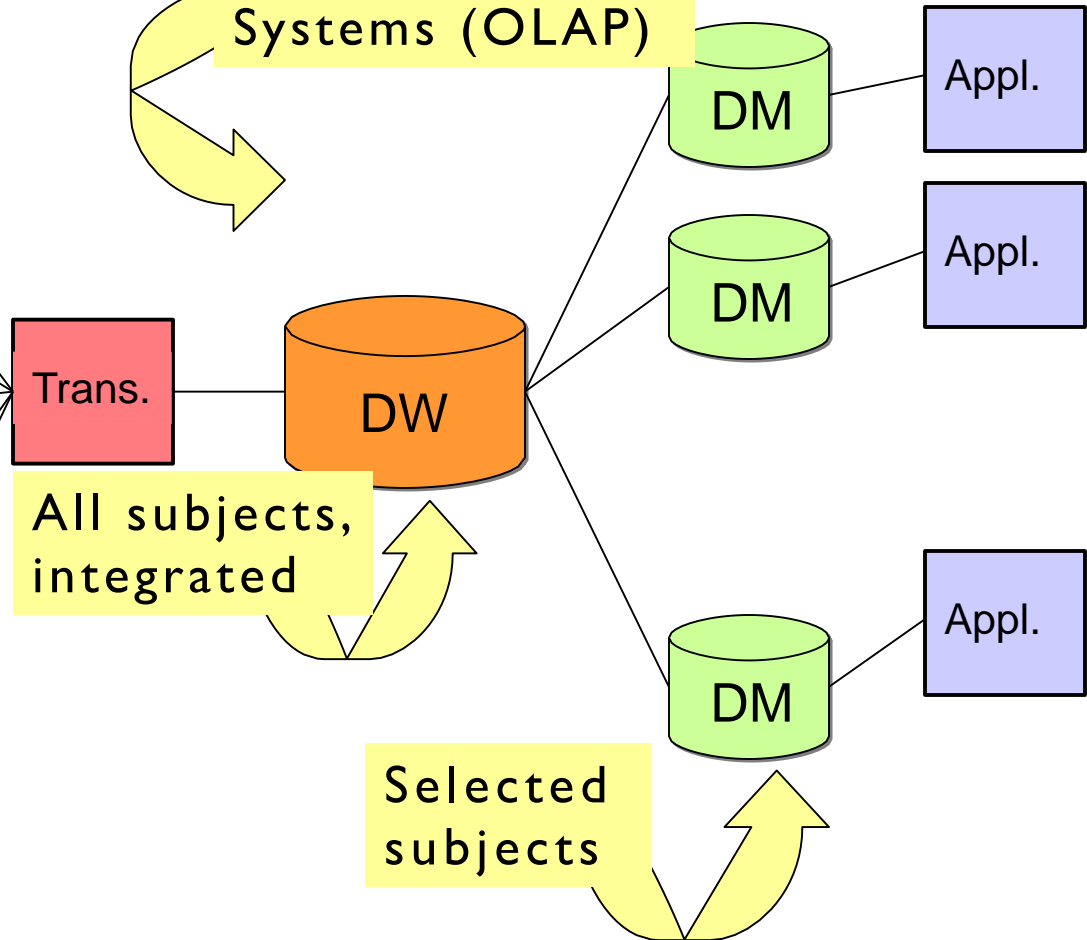 Systems (OLAP)
DM
Appl.
DM
Appl.
Trans.
DW
All subjects,
integrated
DM
Appl.
Selected
subjects